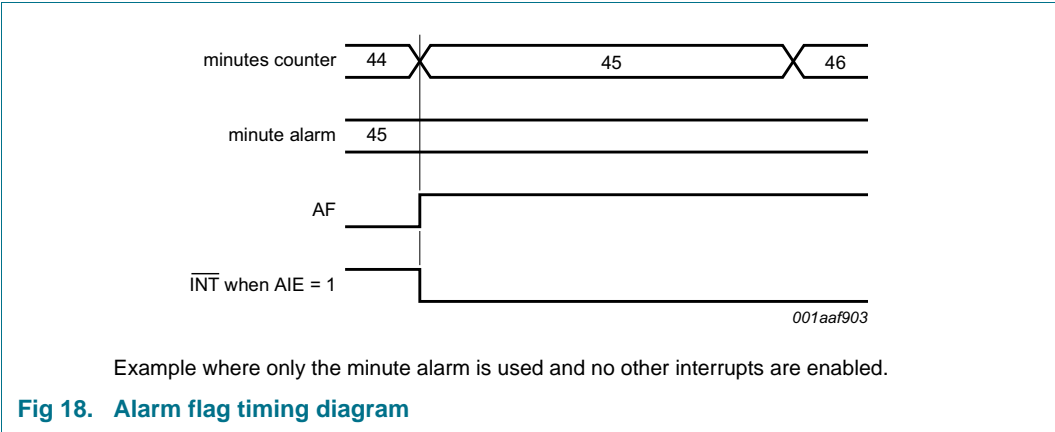 minutes counter 44 45 46
minute alarm 45
AF
INT when AIE = 1
001aaf903
Example where only the minute alarm is used and no other interrupts are enabled.
Fig 18. Alarm flag timing diagram